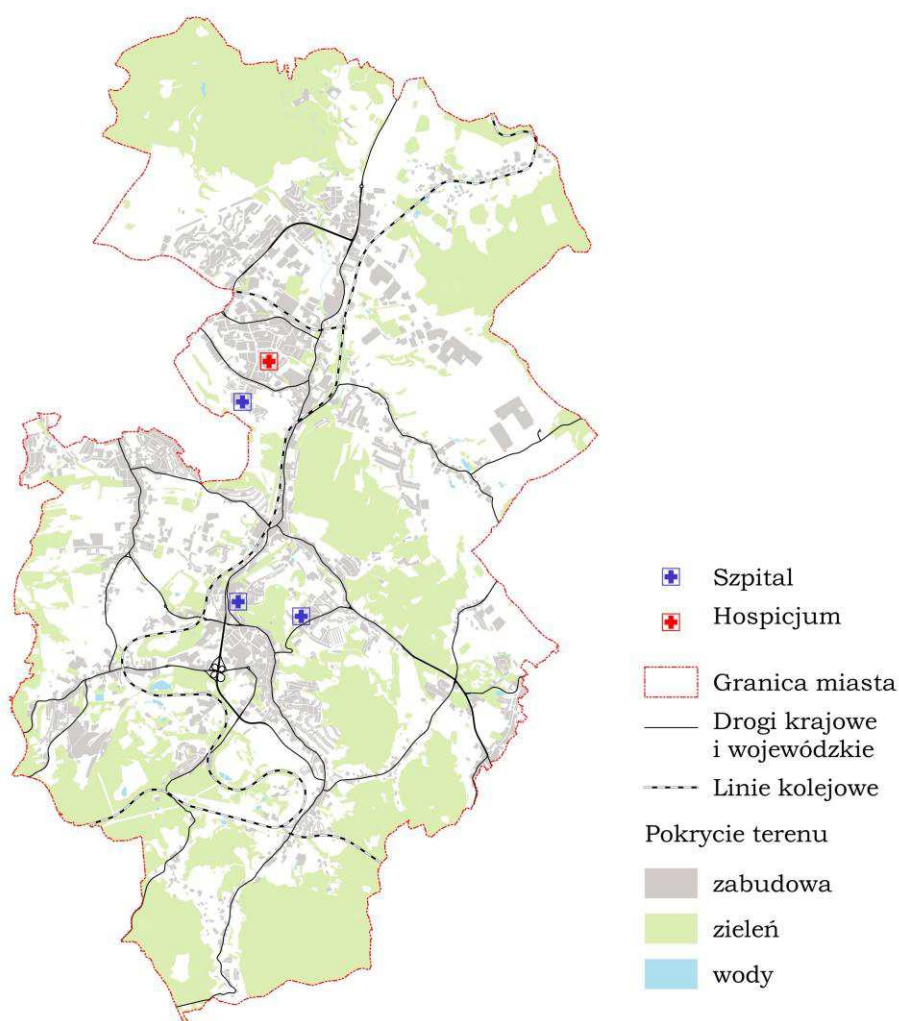 Szpital
Hospicjum
Granica miasta
Drogi krajowe
i wojewódzkie
Linie kolejowe
Pokrycie terenu
zabudowa
zieleń
wody